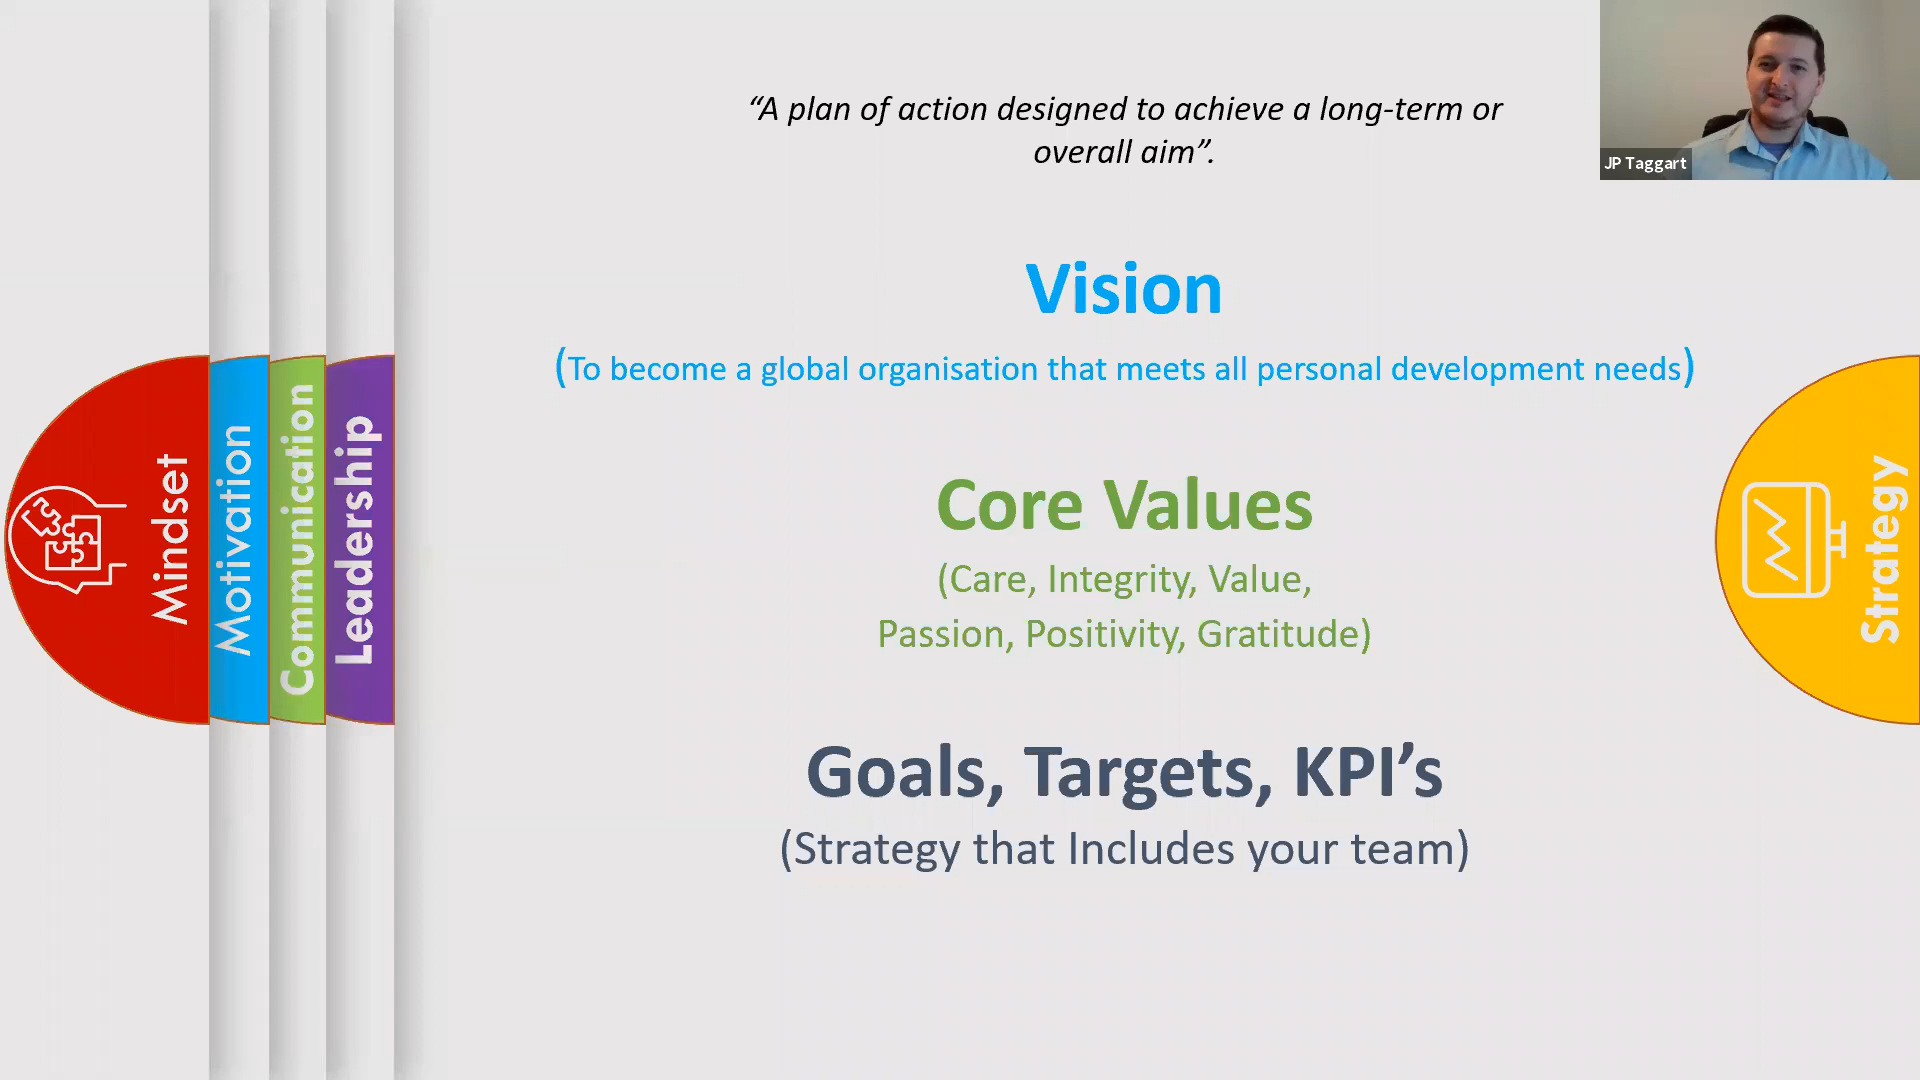 “A plan of action designed to achieve a long-term or
overall aim”.
JP Taggart
Vision
(To become a global organisation that meets all personal development needs)
Core Values
(Care, Integrity, Value,
Passion, Positivity, Gratitude)
Goals, Targets, KPI’s
(Strategy that Includes your team)
Mindset
Motivation
Communication
Leadership
Strategy